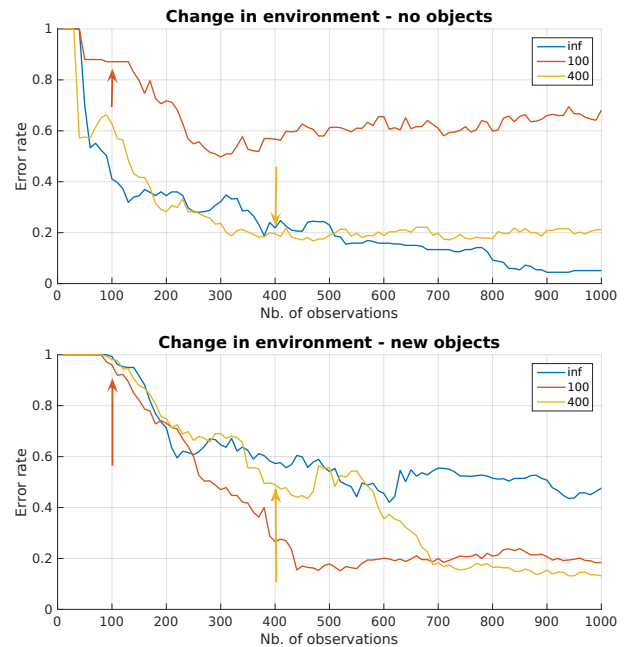 Change in environment - no objects
1
0.8
0.6
0.4
0.2
0
Error rate
inf
100
400
0 100 200 300 400 500 600 700 800 900 1000
Nb. of observations
Change in environment - new objects
1
0.8
0.6
0.4
0.2
0
Error rate
inf
100
400
0 100 200 300 400 500 600 700 800 900 1000
Nb. of observations